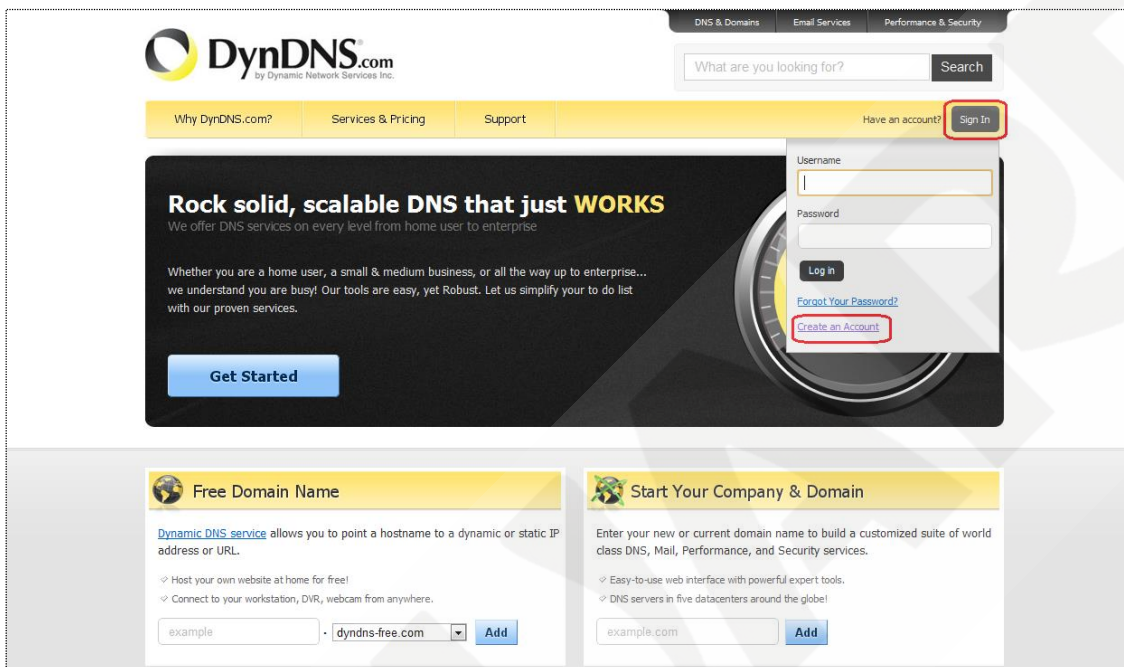 DNS & Domains Email Services Performance & Security
DynDNS.com
by Dynamic Network Services Inc.
What are you looking for? Search
Why DynDNS.com? Services & Pricing Support Have an account? Sign In
Username
Password
Log in
Forgot Your Password?
Create an Account
Rock solid, scalable DNS that just WORKS
We offer DNS services on every level from home user to enterprise
Whether you are a home user, a small & medium business, or all the way up to enterprise...
we understand you are busy! Our tools are easy, yet Robust. Let us simplify your to do list
with our proven services.
Get Started
Free Domain Name
Dynamic DNS service allows you to point a hostname to a dynamic or static IP
address or URL.
Host your own website at home for free!
Connect to your workstation, DVR, webcam from anywhere.
example . dyndns-free.com Add
Start Your Company & Domain
Enter your new or current domain name to build a customized suite of world
class DNS, Mail, Performance, and Security services.
Easy-to-use web interface with powerful expert tools.
DNS servers in five datacenters around the globe!
example.com Add